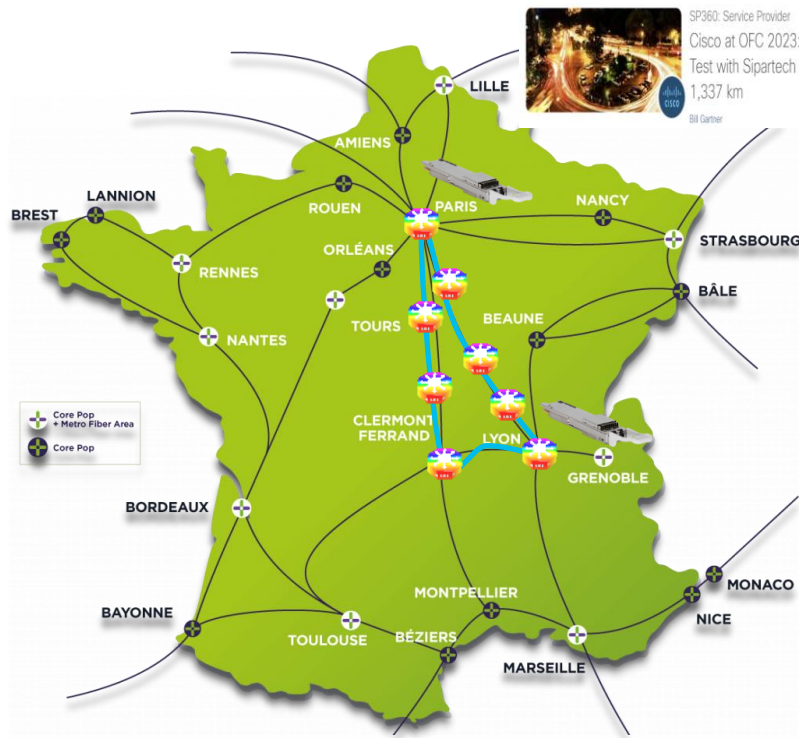 SP360: Service Provider
Cisco at OFC 2023:
Test with Sipartech
1,337 km
Bill Gartner
CISCO
LILLE
AMIENS
LANNION
ROUEN
PARIS
NANCY
BREST
ORLÉANS
STRASBOURG
RENNES
BÂLE
TOURS
BEAUNE
NANTES
Core Pop
+ Metro Fiber Area
Core Pop
CLERMONT
FERRAND
LYON
GRENOBLE
BORDEAUX
MONTPELLIER
MONACO
BAYONNE
NICE
TOULOUSE
BÉZIERS
MARSEILLE